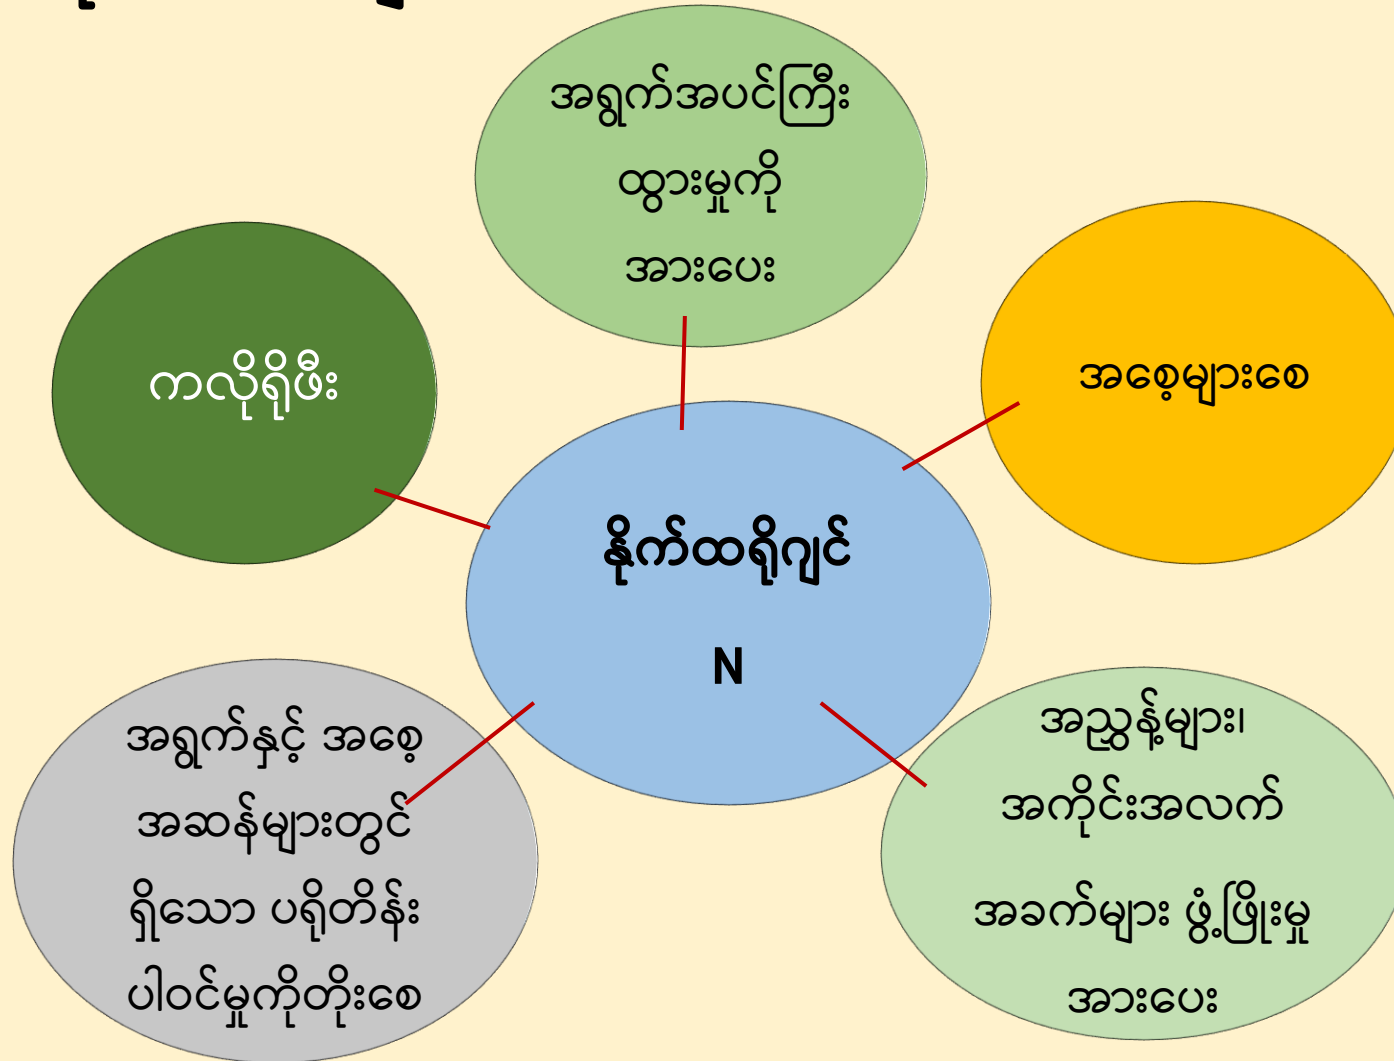 အရွက်အပင်ကြီး
ထွားမှုကို
အားပေး
ကလိုရိုဖီး
အစေ့များစေ
နိုက်ထရိုဂျင်
N
အရွက်နှင့် အစေ့
အဆန်များတွင်
ရှိသော ပရိုတိန်း
ပါဝင်မှုကိုတိုးစေ
အညွှန့်များ၊
အကိုင်းအလက်
အခက်များ ဖွံ့ဖြိုးမှု
အားပေး